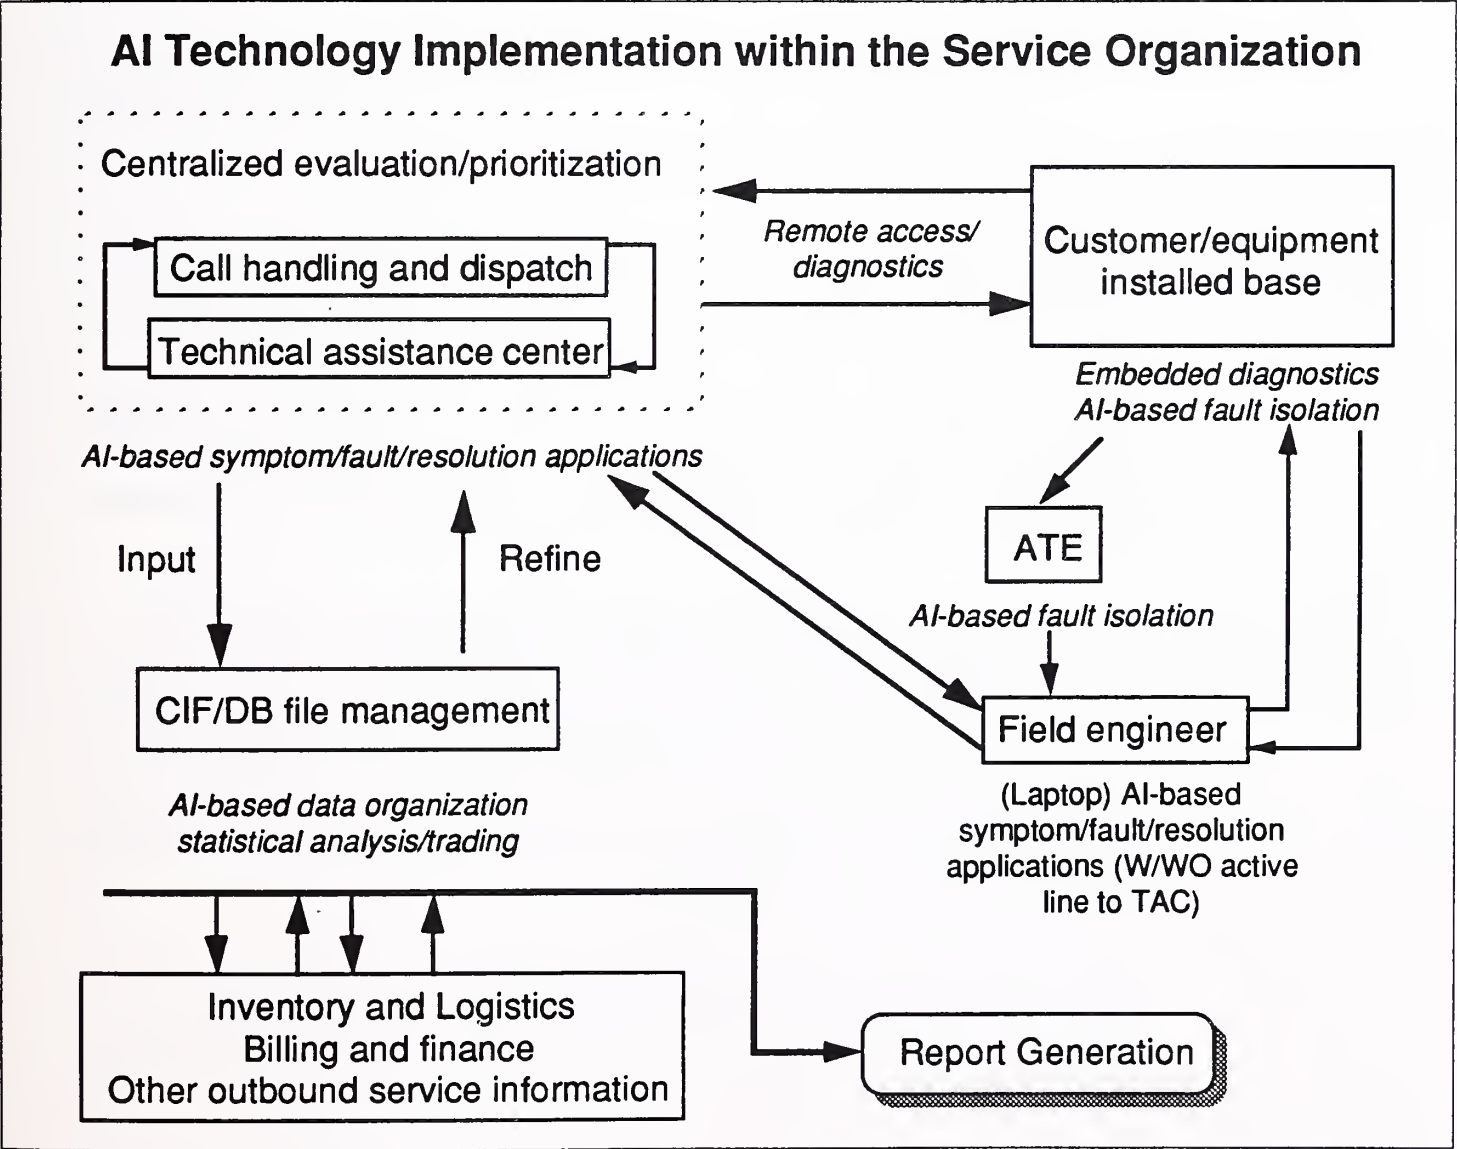 AI Technology Implementation within the Service Organization
Centralized evaluation/prioritization
Call handling and dispatch
Technical assistance center
Remote access/
diagnostics
Customer/equipment
installed base
Embedded diagnostics
AI-based fault isolation
AI-based symptom/fault/resolution applications
Input
Refine
ATE
AI-based fault isolation
CIF/DB file management
Field engineer
AI-based data organization
statistical analysis/trading
(Laptop) AI-based
symptom/fault/resolution
applications (W/WO active
line to TAC)
Inventory and Logistics
Billing and finance
Other outbound service information
Report Generation